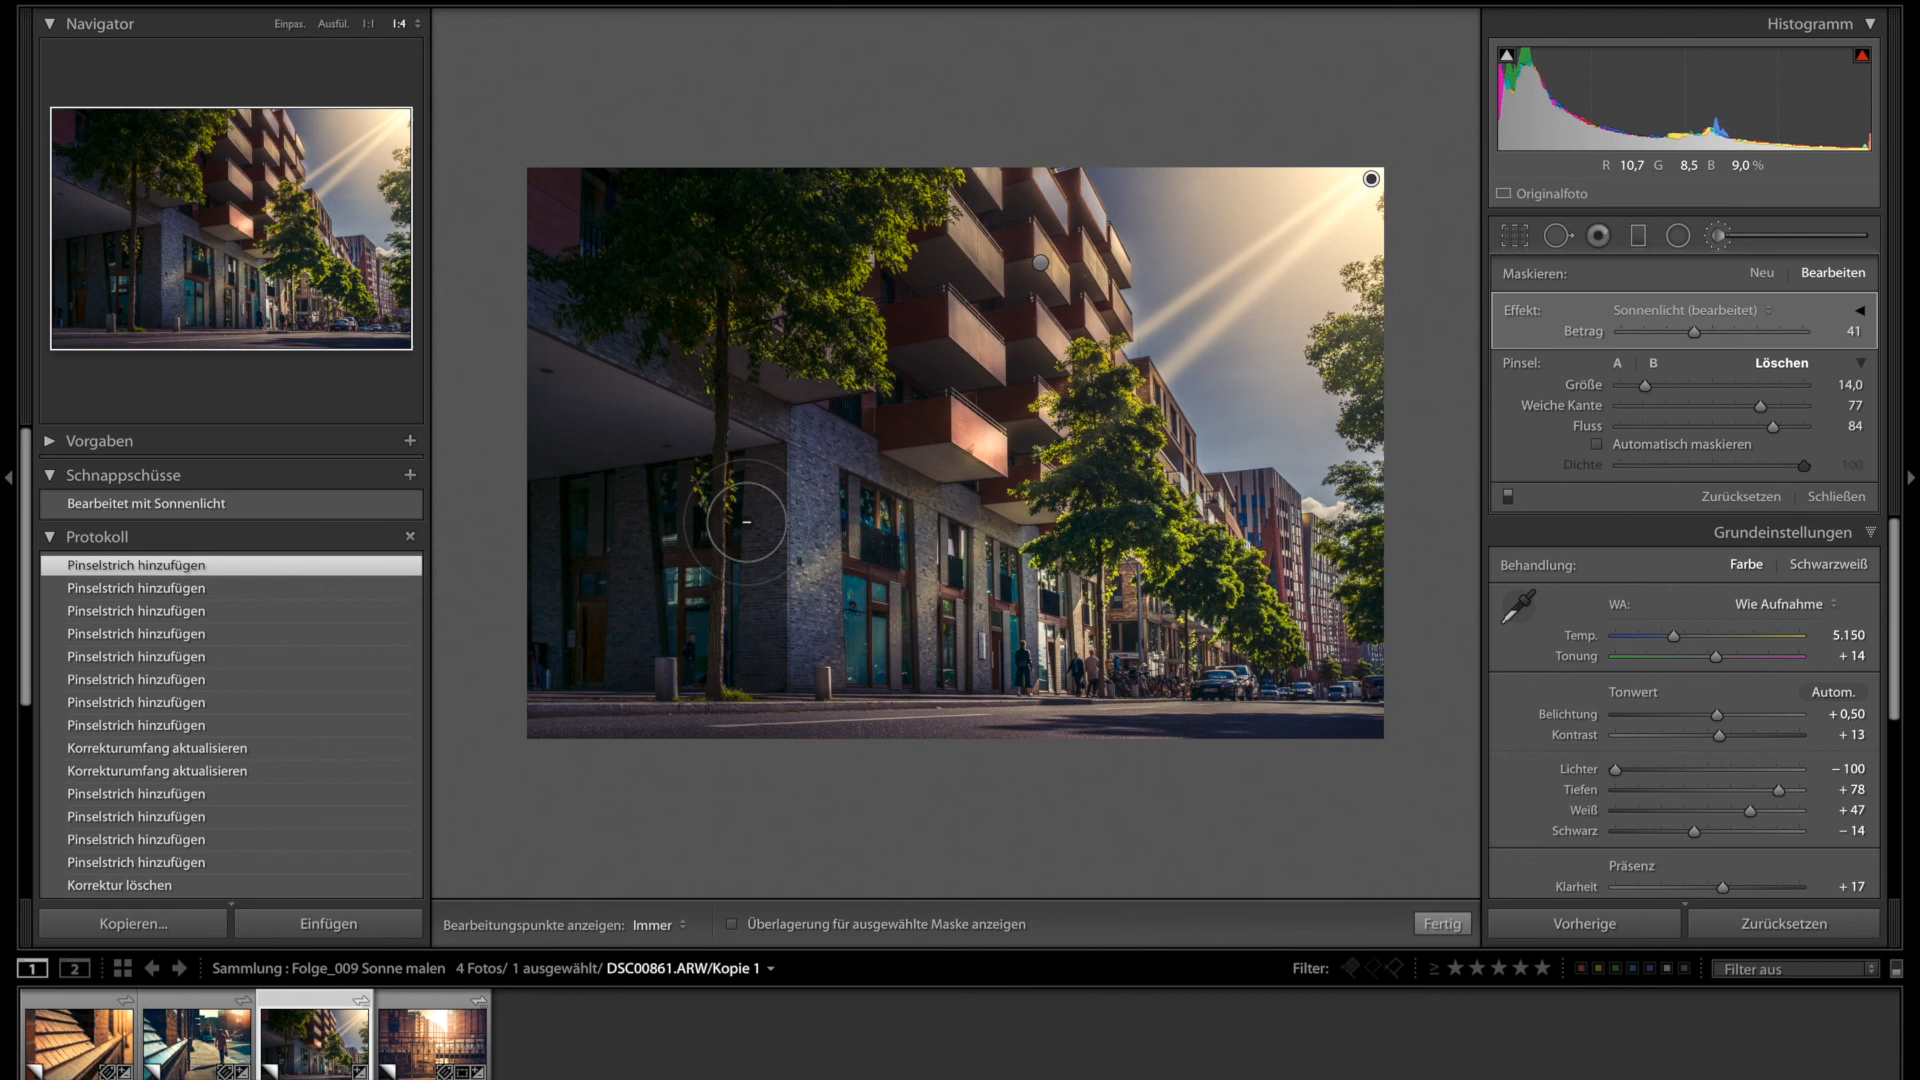 Navigator
Einpas. Ausfül. 1:1 1:4
Vorgaben
Schnappschüsse
Bearbeitet mit Sonnenlicht
Protokoll
Pinselstrich hinzufügen
Pinselstrich hinzufügen
Pinselstrich hinzufügen
Pinselstrich hinzufügen
Pinselstrich hinzufügen
Pinselstrich hinzufügen
Pinselstrich hinzufügen
Pinselstrich hinzufügen
Korrekturumfang aktualisieren
Korrekturumfang aktualisieren
Pinselstrich hinzufügen
Pinselstrich hinzufügen
Pinselstrich hinzufügen
Pinselstrich hinzufügen
Korrektur löschen
Kopieren... Einfügen
Bearbeitungspunkte anzeigen: Immer Überlagerung für ausgewählte Maske anzeigen Fertig
Histogramm
R 10,7 G 8,5 B 9,0 %
Originalfoto
Maskieren: Neu Bearbeiten
Effekt: Sonnenlicht (bearbeitet)
Betrag 41
Pinsel: A B Löschen
Größe 14,0
Weiche Kante 77
Fluss 84
Automatisch maskieren
Dichte 100
Zurücksetzen Schließen
Grundeinstellungen
Behandlung: Farbe Schwarzweiß
WA: Wie Aufnahme
Temp. 5.150
Tonung + 14
Tonwert Autom.
Belichtung + 0,50
Kontrast + 13
Lichter − 100
Tiefen + 78
Weiß + 47
Schwarz − 14
Präsenz
Klarheit + 17
Vorherige Zurücksetzen
1 2 Sammlung : Folge_009 Sonne malen 4 Fotos/ 1 ausgewählt/ DSC00861.ARW/Kopie 1 Filter: ≥ ★★★★★ Filter aus